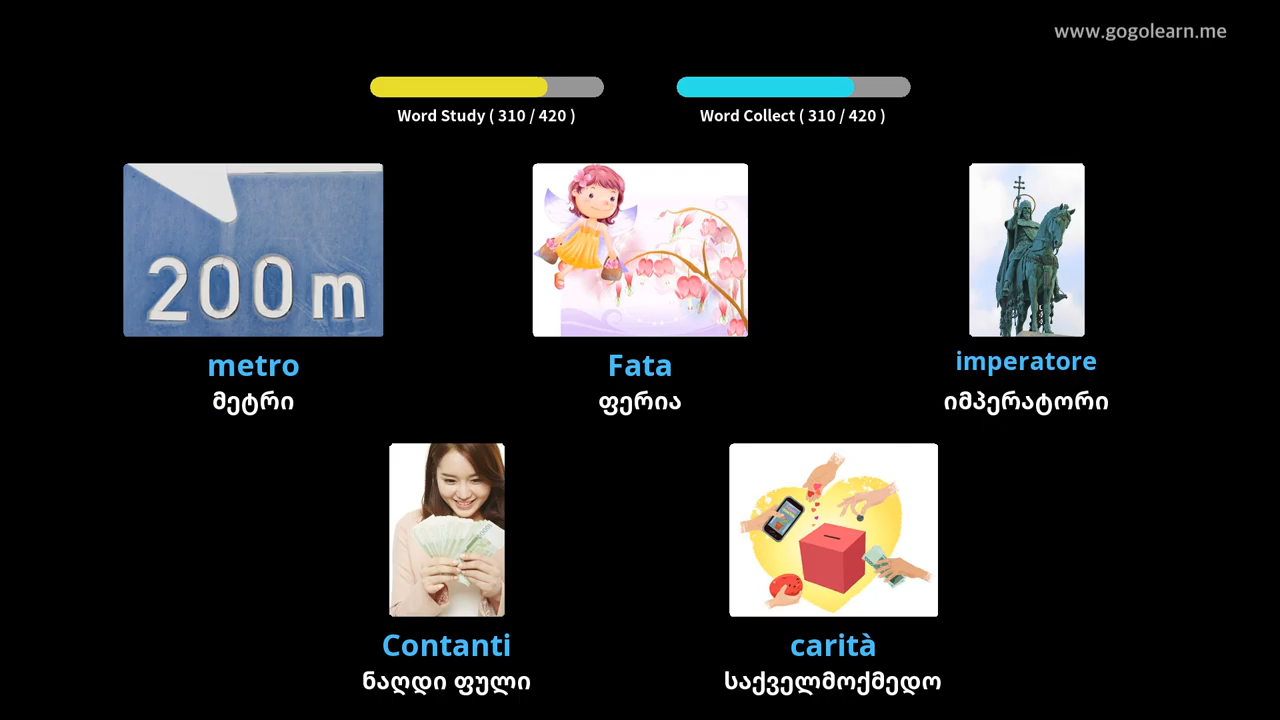 www.gogolearn.me
Word Study ( 310 / 420 )
Word Collect ( 310 / 420 )
200 m
metro
მეტრი
Fata
ფერია
imperatore
იმპერატორი
Contanti
ნაღდი ფული
carità
საქველმოქმედო